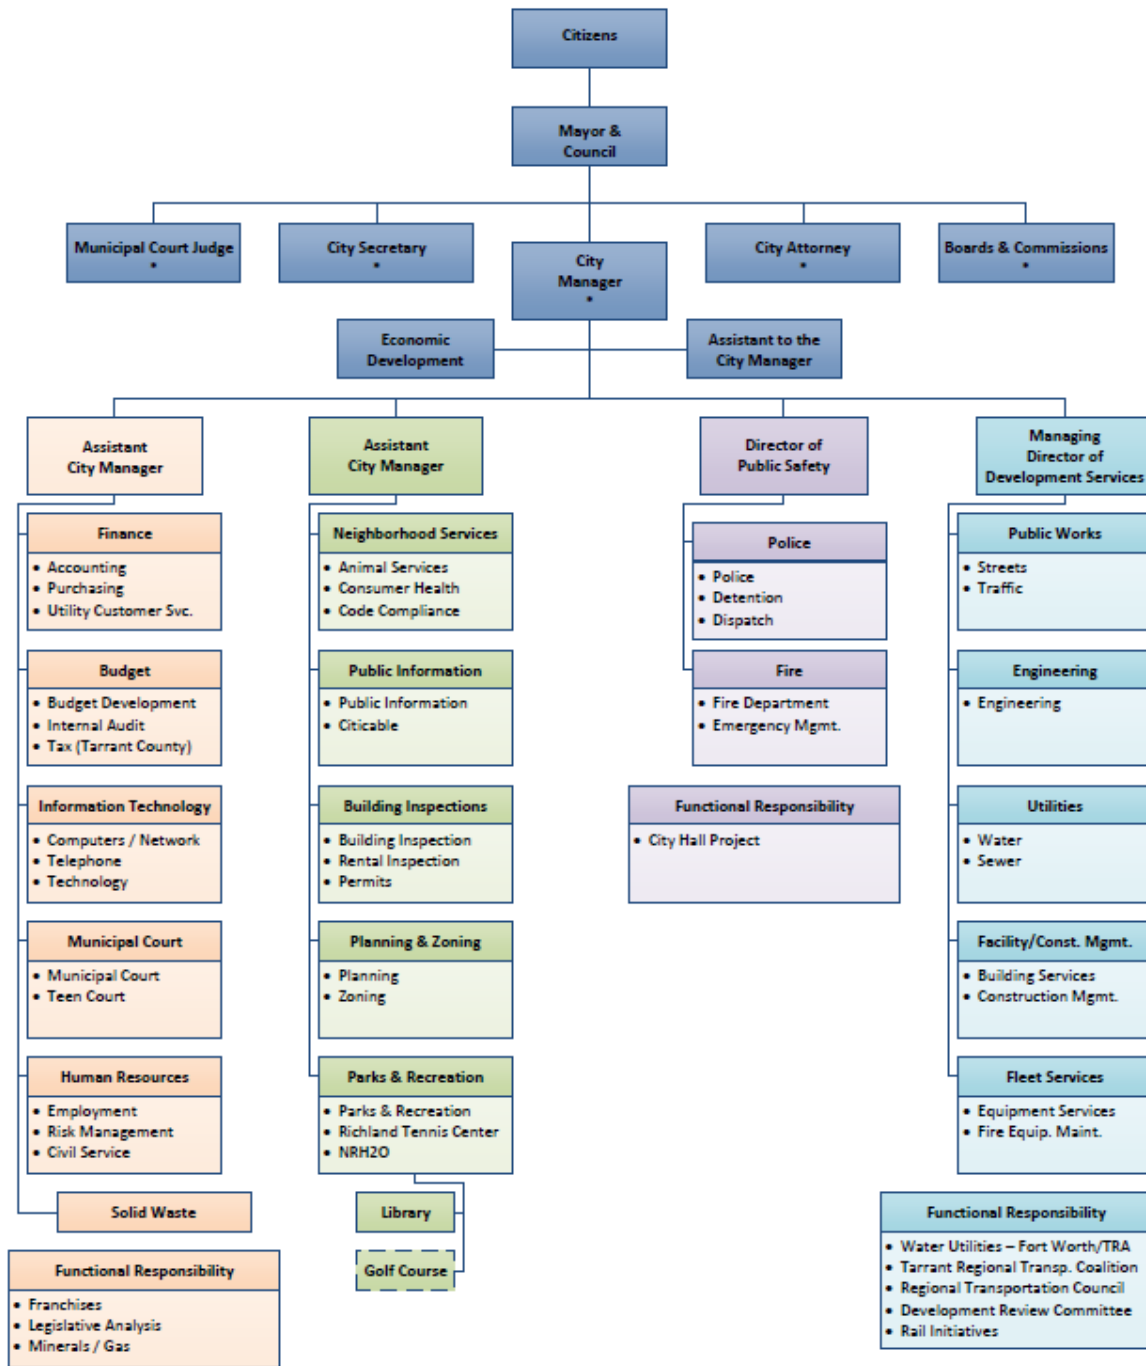 Citizens
Mayor &
Council
Municipal Court Judge
*
City Secretary
*
City
Manager
*
City Attorney
*
Boards & Commissions
*
Economic
Development
Assistant to the
City Manager
Assistant
City Manager
Finance
• Accounting
• Purchasing
• Utility Customer Svc.
Budget
• Budget Development
• Internal Audit
• Tax (Tarrant County)
Information Technology
• Computers / Network
• Telephone
• Technology
Municipal Court
• Municipal Court
• Teen Court
Human Resources
• Employment
• Risk Management
• Civil Service
Solid Waste
Functional Responsibility
• Franchises
• Legislative Analysis
• Minerals / Gas
Assistant
City Manager
Neighborhood Services
• Animal Services
• Consumer Health
• Code Compliance
Public Information
• Public Information
• Citicable
Building Inspections
• Building Inspection
• Rental Inspection
• Permits
Planning & Zoning
• Planning
• Zoning
Parks & Recreation
• Parks & Recreation
• Richland Tennis Center
• NRH2O
Library
Golf Course
Director of
Public Safety
Police
• Police
• Detention
• Dispatch
Fire
• Fire Department
• Emergency Mgmt.
Functional Responsibility
• City Hall Project
Managing
Director of
Development Services
Public Works
• Streets
• Traffic
Engineering
• Engineering
Utilities
• Water
• Sewer
Facility/Const. Mgmt.
• Building Services
• Construction Mgmt.
Fleet Services
• Equipment Services
• Fire Equip. Maint.
Functional Responsibility
• Water Utilities – Fort Worth/TRA
• Tarrant Regional Transp. Coalition
• Regional Transportation Council
• Development Review Committee
• Rail Initiatives